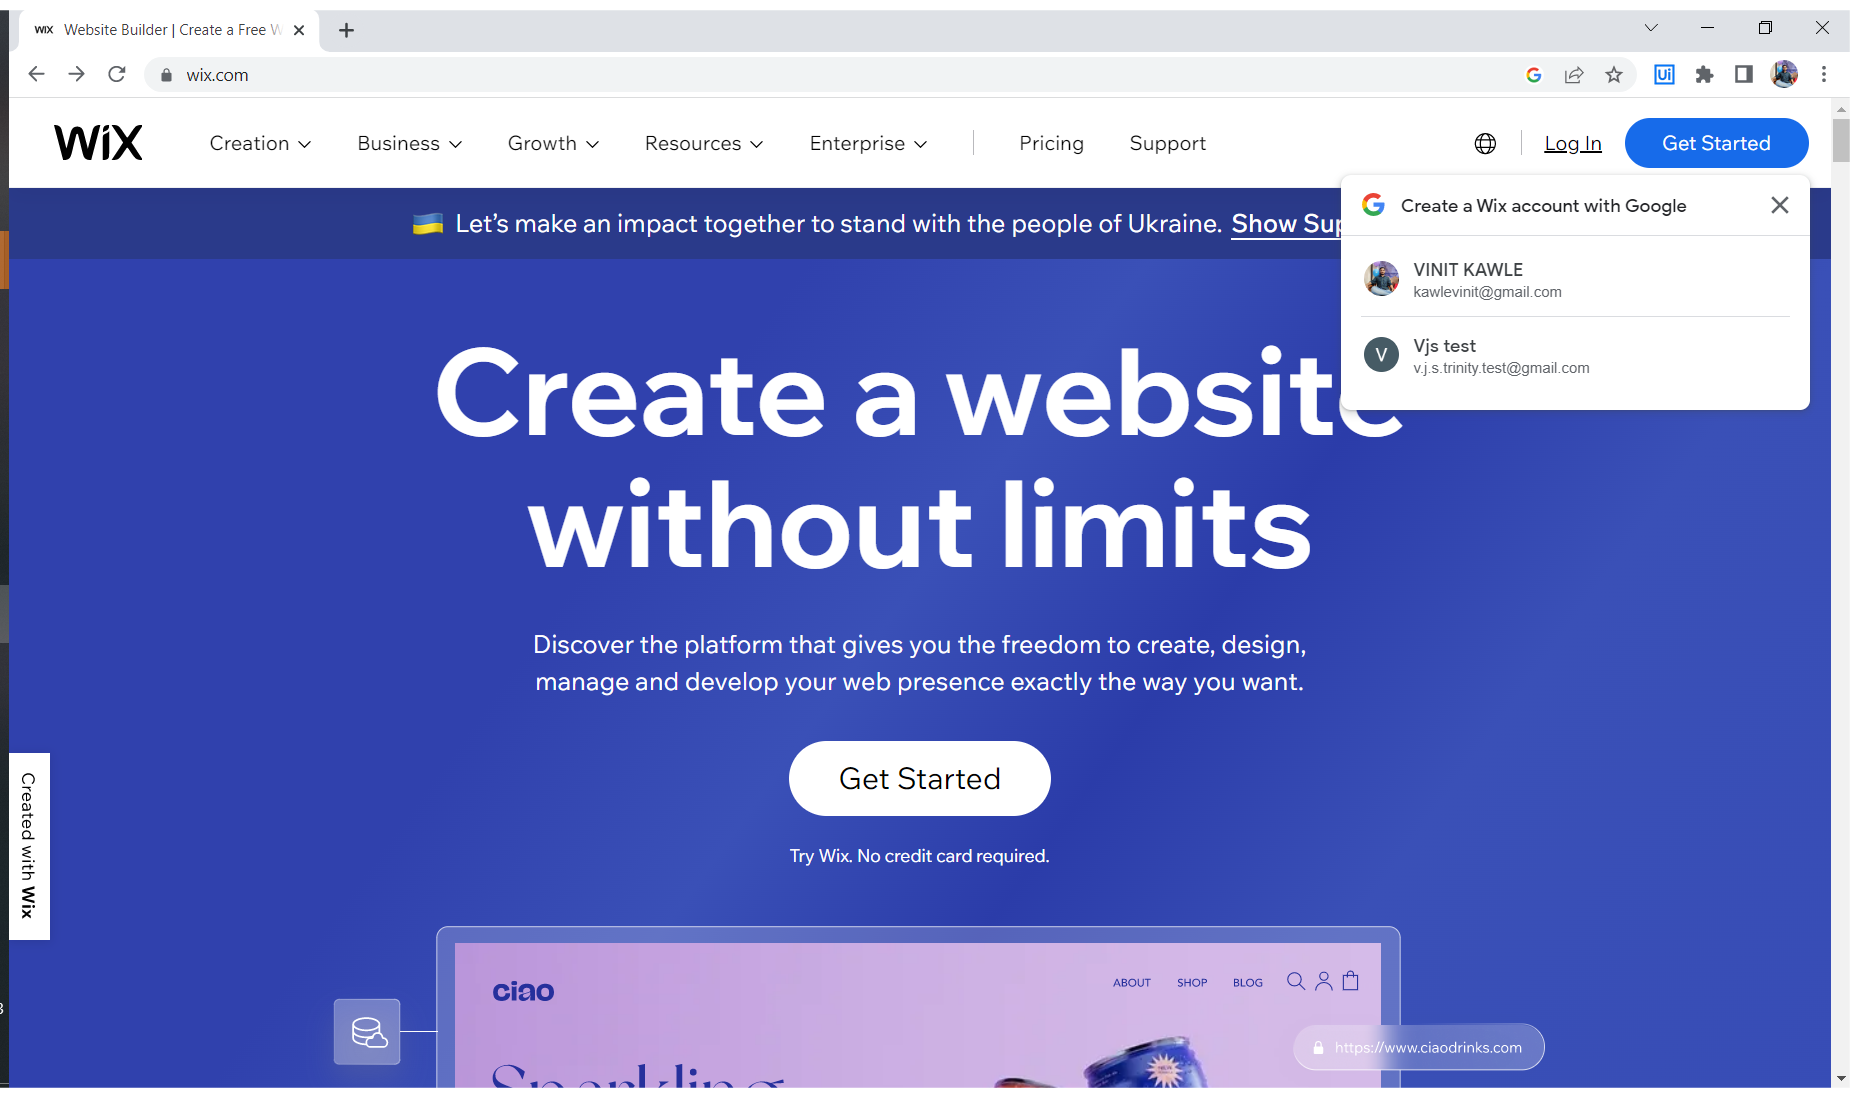 WIX Website Builder | Create a Free W
wix.com
Ui
WiX
Creation
Business
Growth
Resources
Enterprise
Pricing
Support
Log In
Get Started
Let's make an impact together to stand with the people of Ukraine. Show Sup
Create a Wix account with Google
VINIT KAWLE
kawlevinit@gmail.com
V
Vjs test
v.j.s.trinity.test@gmail.com
Create a website
without limits
Discover the platform that gives you the freedom to create, design,
manage and develop your web presence exactly the way you want.
Get Started
Try Wix. No credit card required.
Created with Wix
ciao
ABOUT
SHOP
BLOG
https://www.ciaodrinks.com
Sparkling